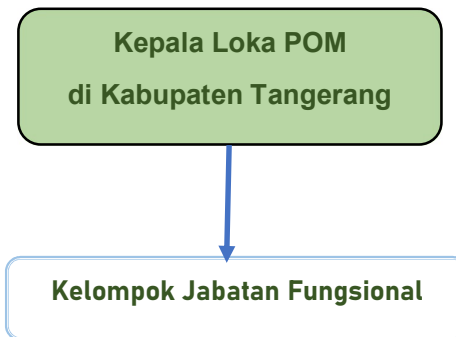 Kepala Loka POM
di Kabupaten Tangerang
Kelompok Jabatan Fungsional